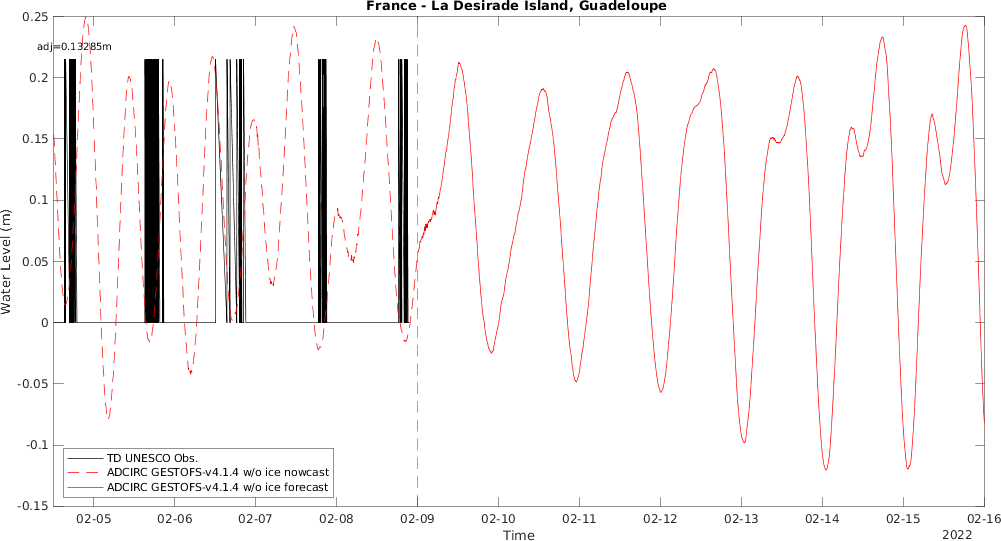 France - La Desirade Island, Guadeloupe
adj=0.13285m
0.25
0.2
0.15
0.1
0.05
0
-0.05
-0.1
-0.15
Water Level (m)
TD UNESCO Obs.
ADCIRC GESTOFS-v4.1.4 w/o ice nowcast
ADCIRC GESTOFS-v4.1.4 w/o ice forecast
02-05 02-06 02-07 02-08 02-09 02-10 02-11 02-12 02-13 02-14 02-15 02-16
Time
2022